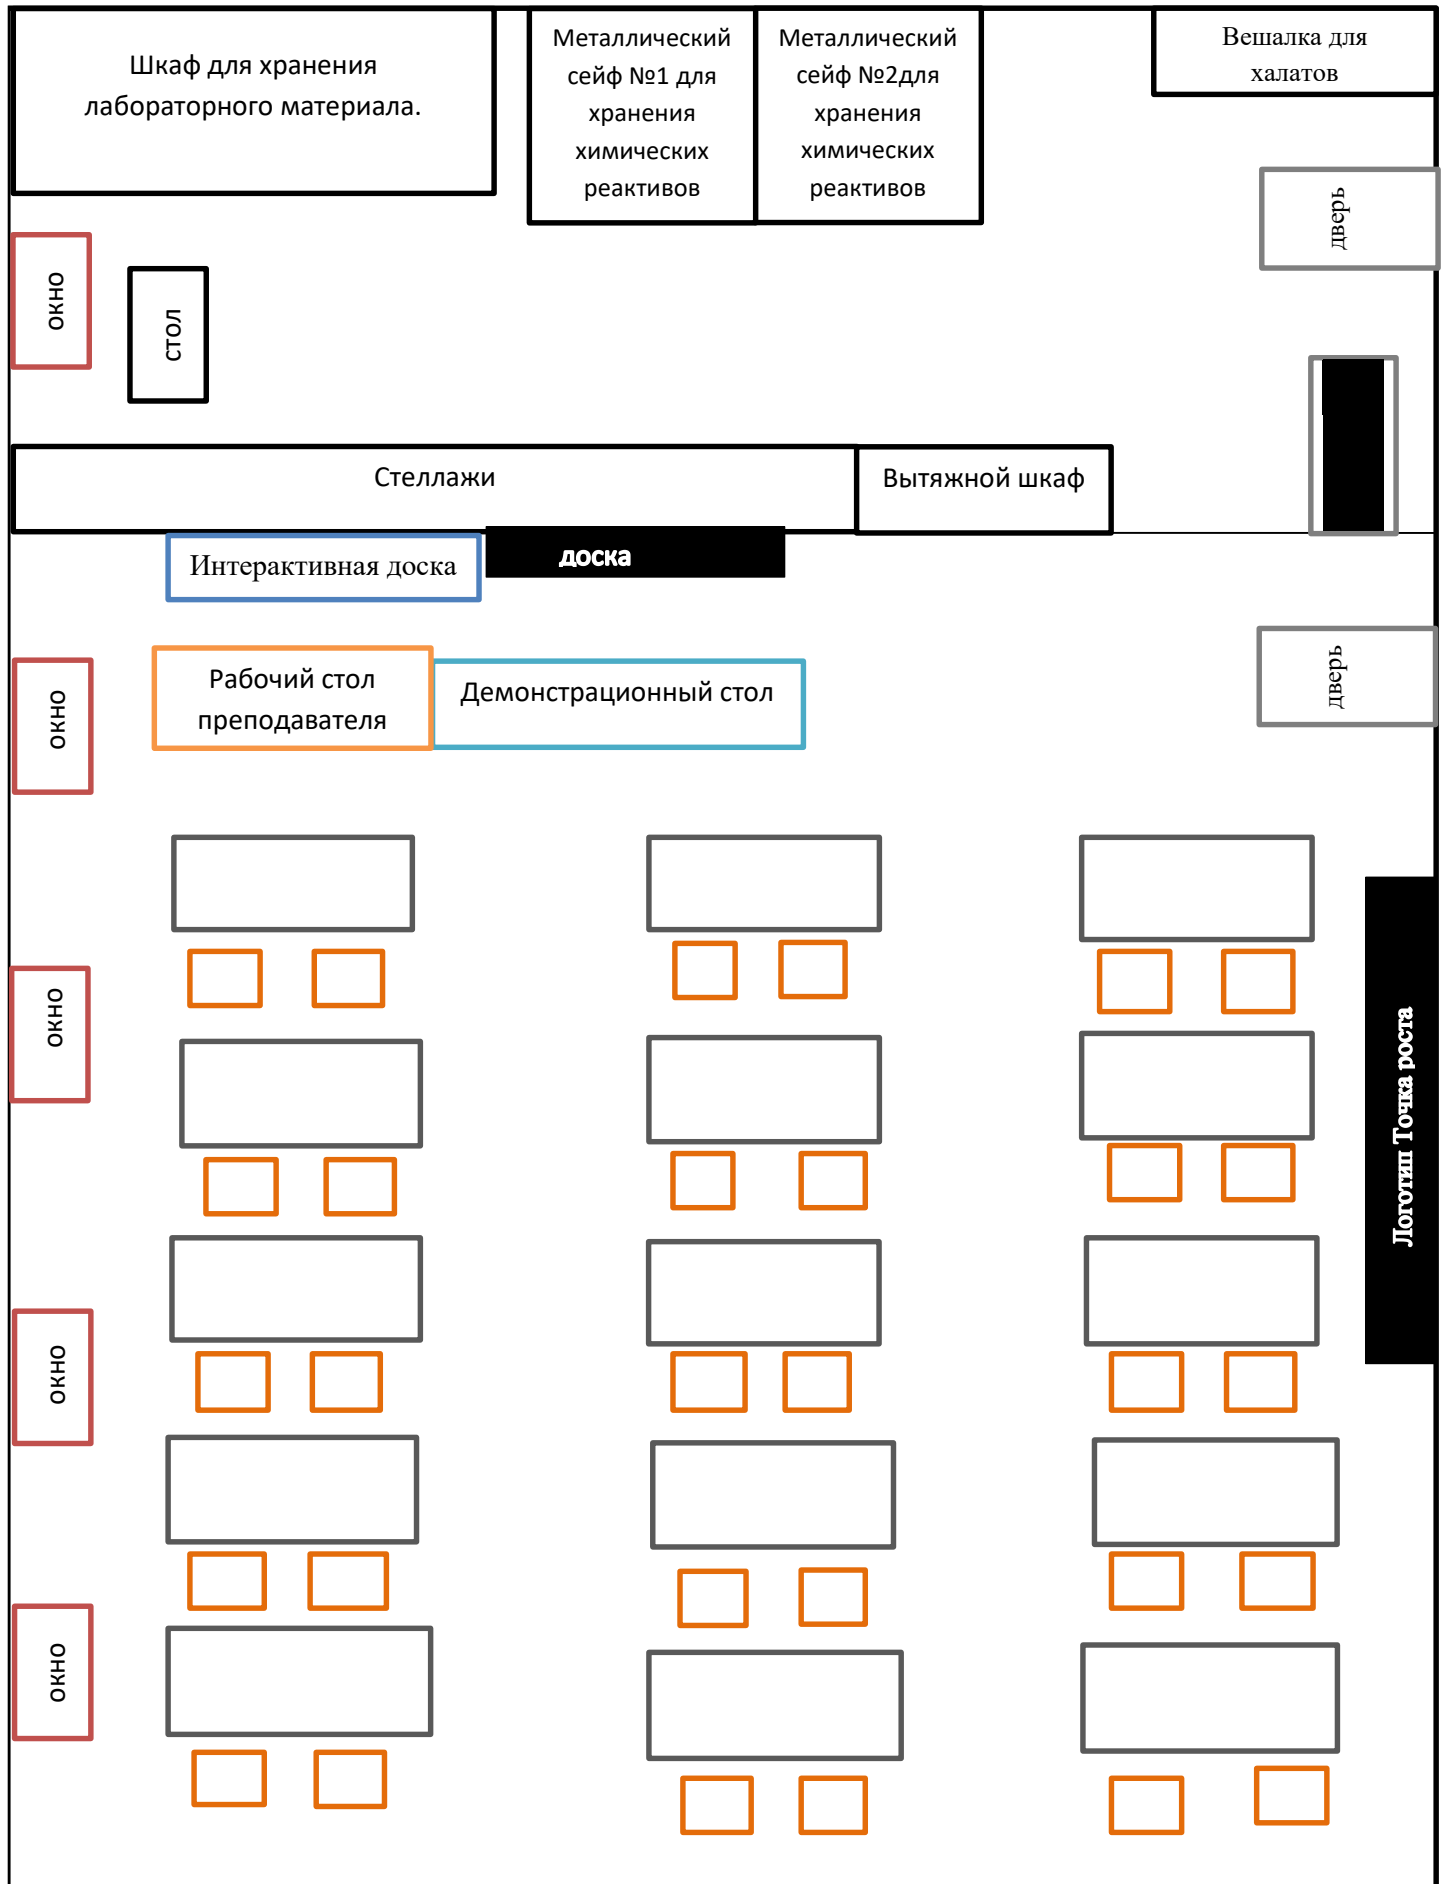 Шкаф для хранения
лабораторного материала.
Металлический
сейф №1 для
хранения
химических
реактивов
Металлический
сейф №2для
хранения
химических
реактивов
Вешалка для
халатов
дверь
окно
стол
Стеллажи
Вытяжной шкаф
Интерактивная доска
доска
Рабочий стол
преподавателя
Демонстрационный стол
дверь
окно
окно
Логотип Точка роста
окно
окно